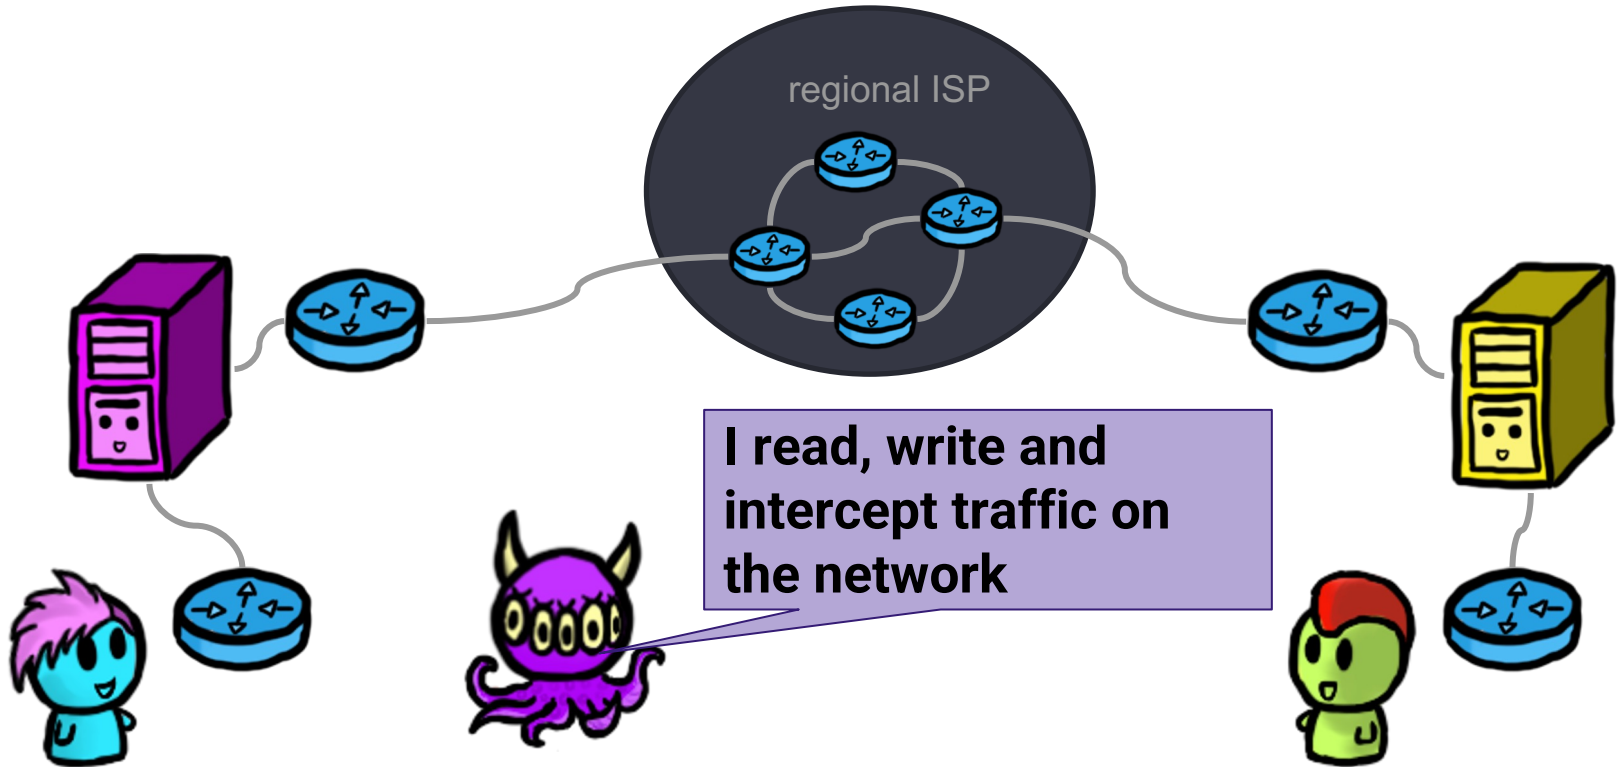 regional ISP
I read, write and
intercept traffic on
the network